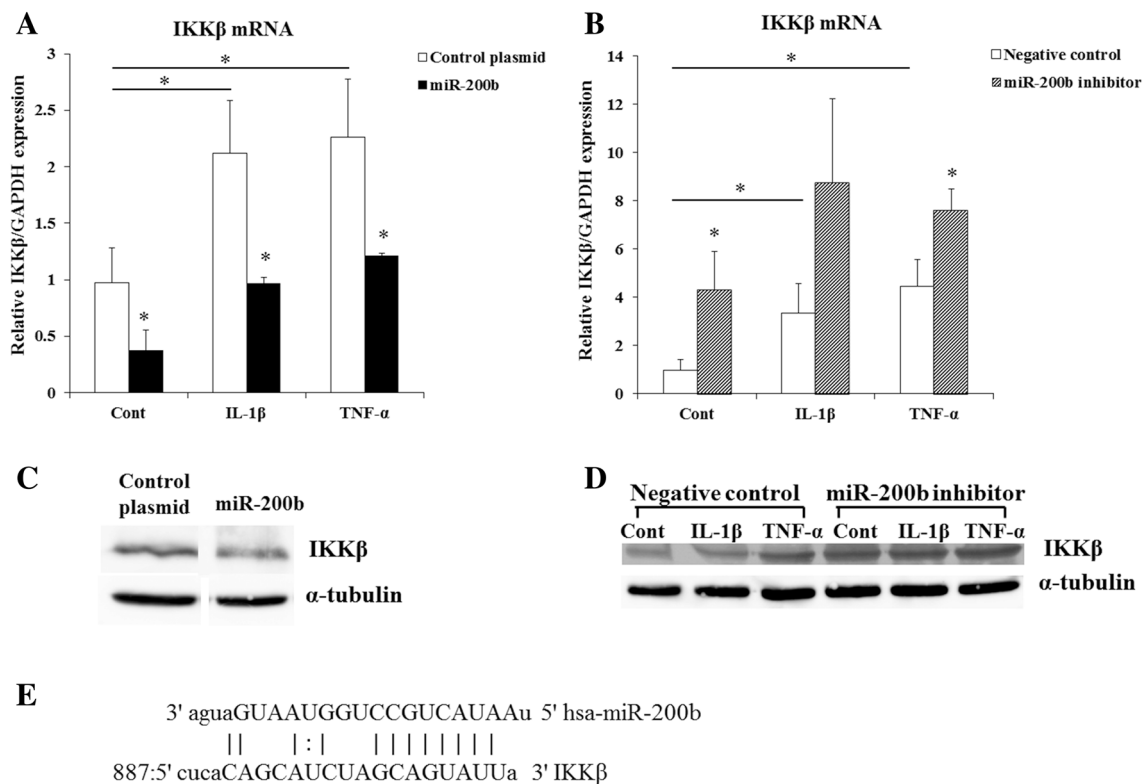 A
IKKβ mRNA
Relative IKKβ/GAPDH expression
3
2.5
2
1.5
1
0.5
0
*
*
*
*
*
Control plasmid
miR-200b
Cont
IL-1β
TNF-α
B
IKKβ mRNA
Relative IKKβ/GAPDH expression
14
12
10
8
6
4
2
0
*
*
*
*
Negative control
miR-200b inhibitor
Cont
IL-1β
TNF-α
C
Control plasmid
miR-200b
IKKβ
α-tubulin
D
Negative control miR-200b inhibitor
Cont IL-1β TNF-α Cont IL-1β TNF-α
IKKβ
α-tubulin
E
3' aguaGUAAUGGUCCGUCAUAAu 5' hsa-miR-200b
|| |:| ||||||||
887:5' cucaCAGCAUCUAGCAGUAUUa 3' IKKβ